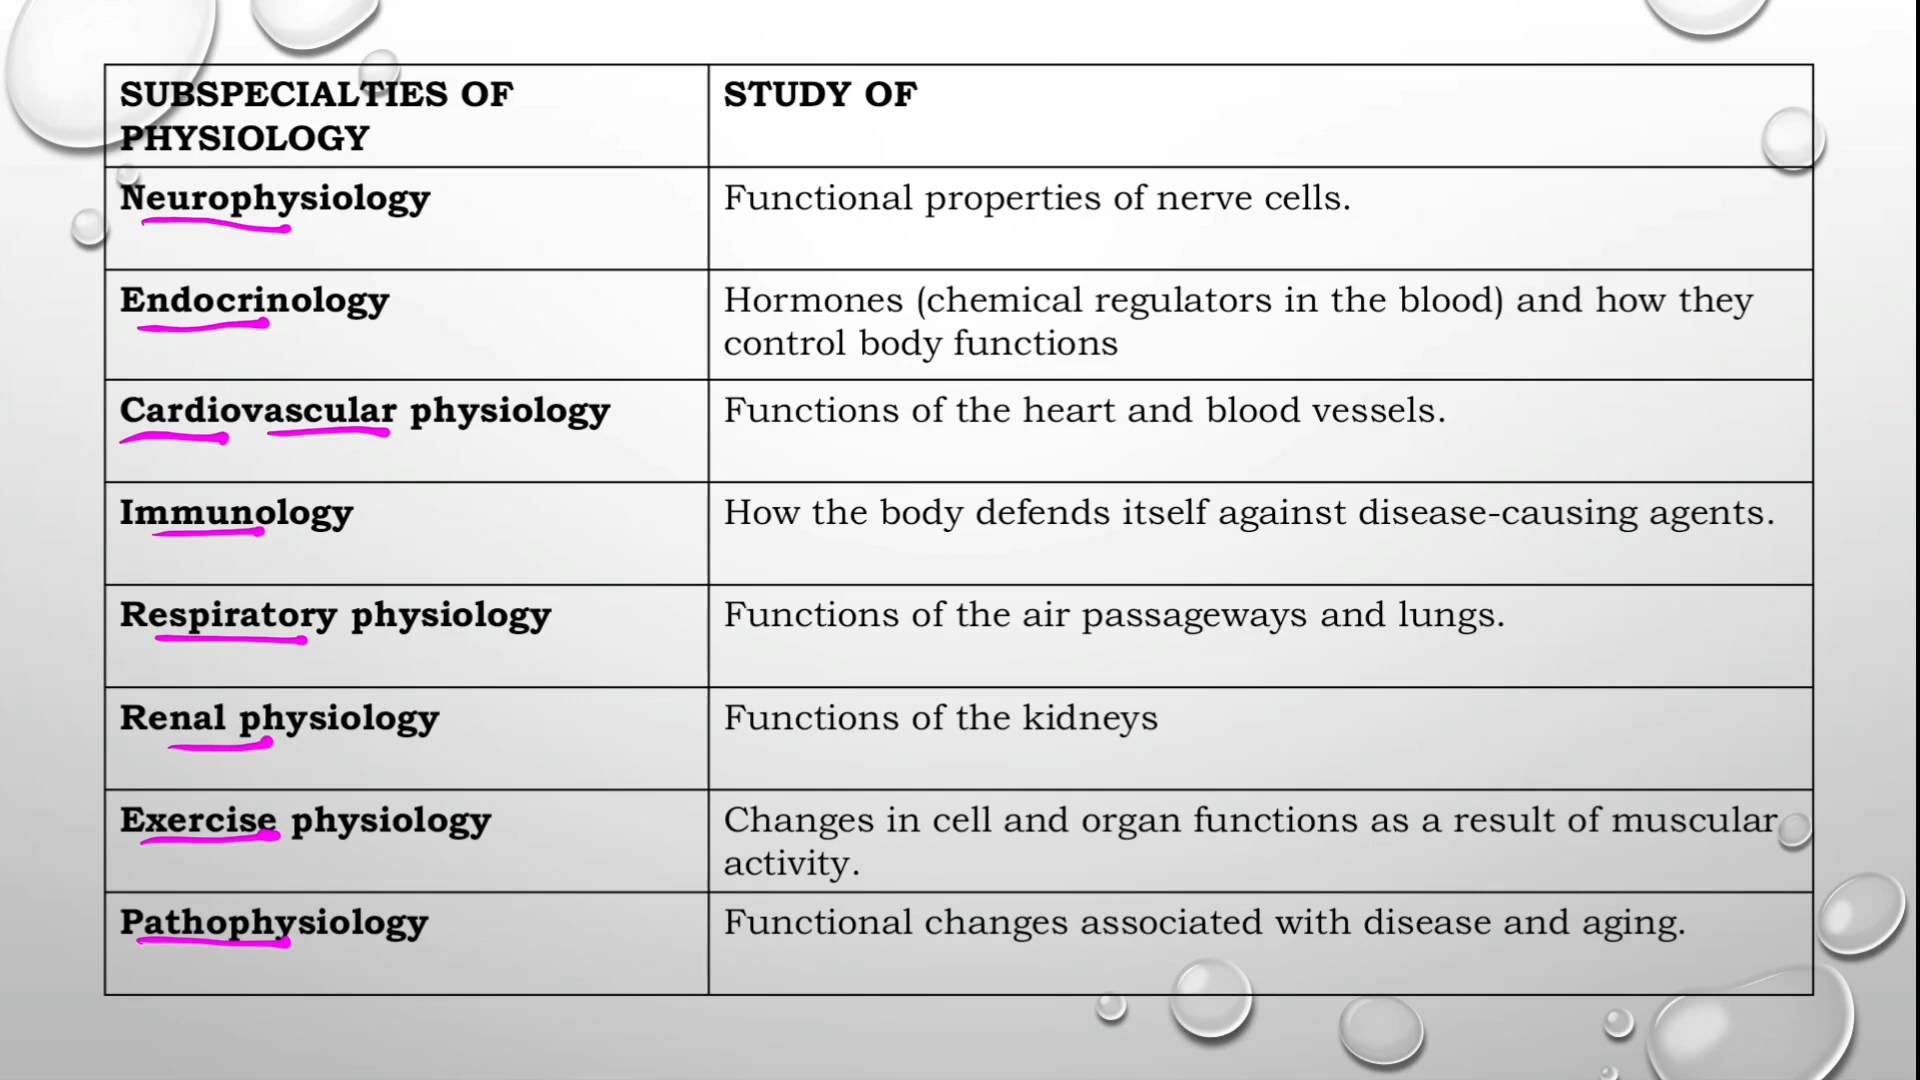 SUBSPECIALTIES OF
PHYSIOLOGY
STUDY OF
Neurophysiology
Functional properties of nerve cells.
Endocrinology
Hormones (chemical regulators in the blood) and how they
control body functions
Cardiovascular physiology
Functions of the heart and blood vessels.
Immunology
How the body defends itself against disease-causing agents.
Respiratory physiology
Functions of the air passageways and lungs.
Renal physiology
Functions of the kidneys
Exercise physiology
Changes in cell and organ functions as a result of muscular
activity.
Pathophysiology
Functional changes associated with disease and aging.